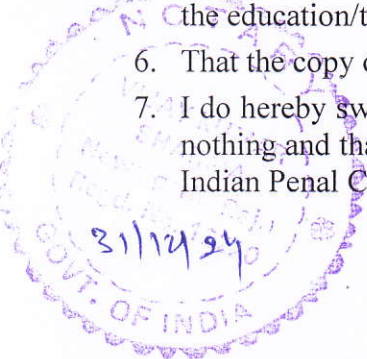 the education/t
6. That the copy o
7. I do hereby sw
nothing and tha
Indian Penal C
NOTARY
31/12/24
GOVT. OF INDIA